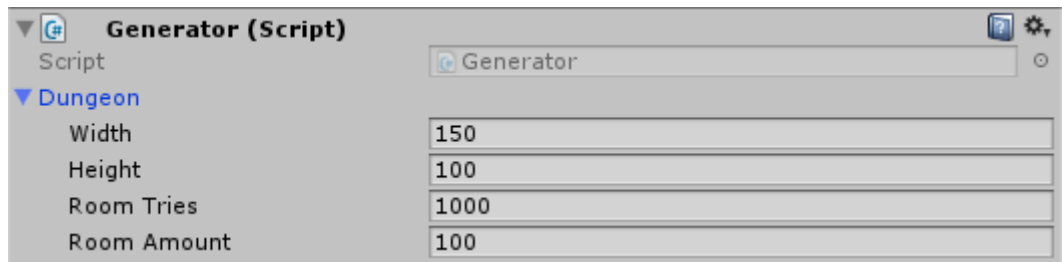 Generator (Script)
Script Generator
Dungeon
Width 150
Height 100
Room Tries 1000
Room Amount 100